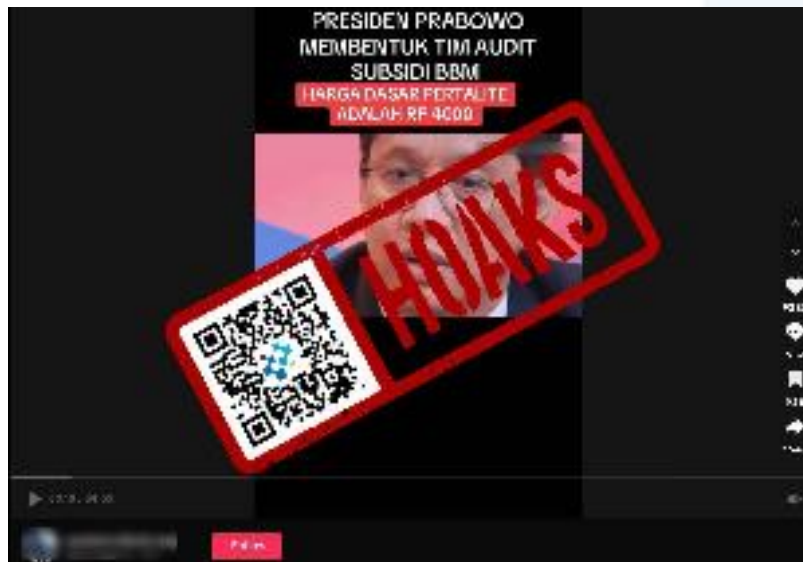 PRESIDEN PRABOWO
MEMBENTUK TIM AUDIT
SUBSIDI BBM
HARGA DASAR PERTALITE
ADALAH RP 4000
HOAKS